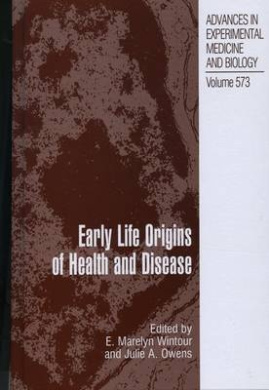 ADVANCES IN
EXPERIMENTAL
MEDICINE
AND BIOLOGY
Volume 573
Early Life Origins
of Health and Disease
Edited by
E. Marelyn Wintour
and Julie A. Owens